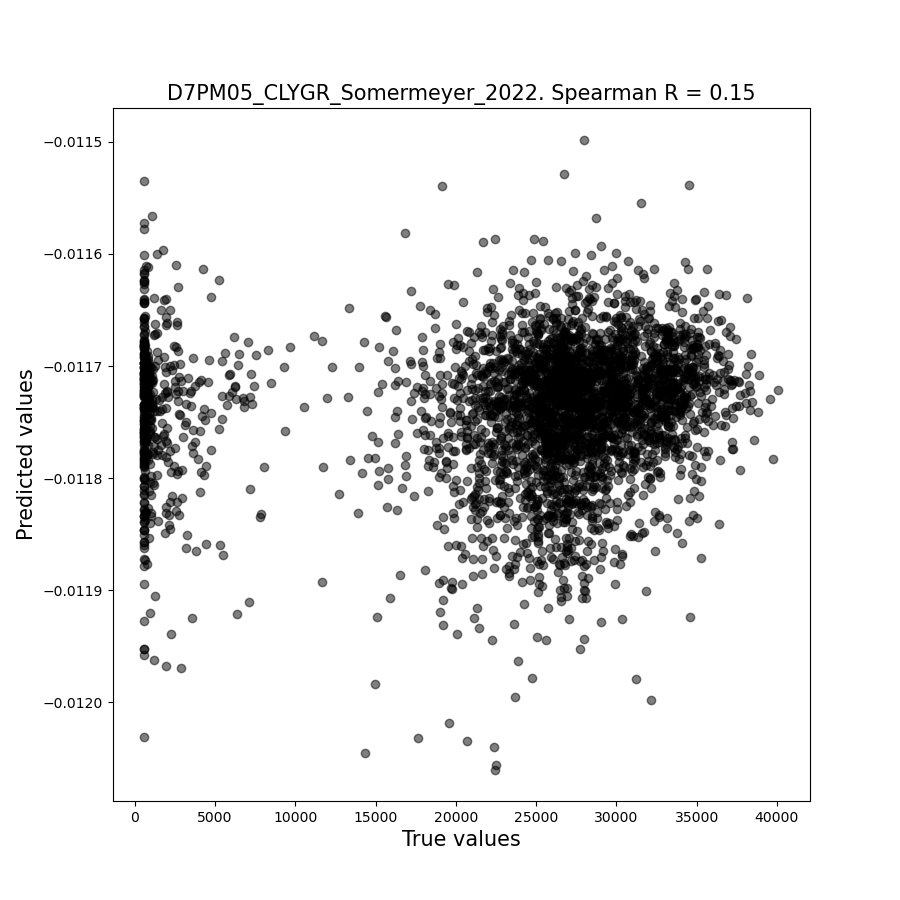 D7PM05_CLYGR_Somermeyer_2022. Spearman R = 0.15
Predicted values
−0.0115
−0.0116
−0.0117
−0.0118
−0.0119
−0.0120
0 5000 10000 15000 20000 25000 30000 35000 40000
True values